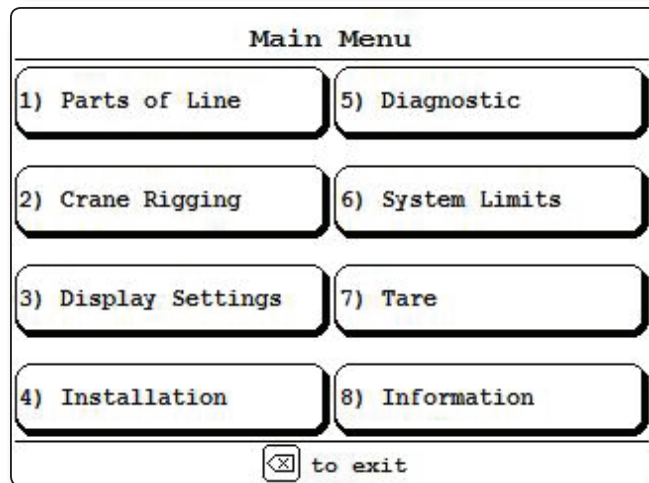 Main Menu
1) Parts of Line
5) Diagnostic
2) Crane Rigging
6) System Limits
3) Display Settings
7) Tare
4) Installation
8) Information
to exit